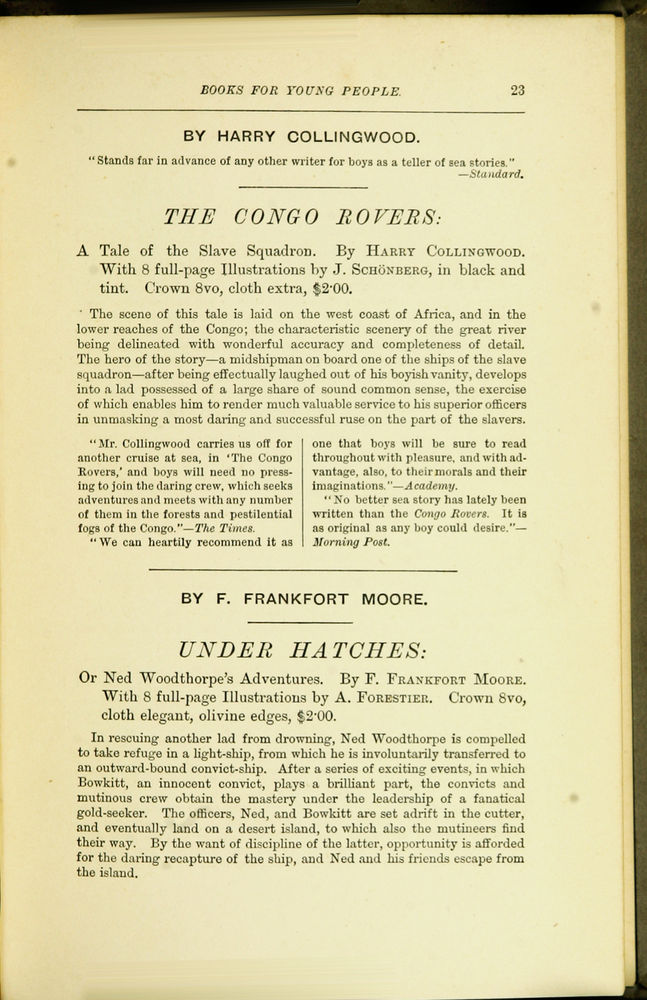 BOOKS FOR YOUNG PEOPLE. 23
BY HARRY COLLINGWOOD.
"Stands far in advance of any other writer for boys as a teller of sea stories."
—Standard.
THE CONGO ROVERS:
A Tale of the Slave Squadron. By HARRY COLLINGWOOD.
With 8 full-page Illustrations by J. SCHÖNBERG, in black and
tint. Crown 8vo, cloth extra, $2·00.
The scene of this tale is laid on the west coast of Africa, and in the
lower reaches of the Congo; the characteristic scenery of the great river
being delineated with wonderful accuracy and completeness of detail.
The hero of the story—a midshipman on board one of the ships of the slave
squadron—after being effectually laughed out of his boyish vanity, develops
into a lad possessed of a large share of sound common sense, the exercise
of which enables him to render much valuable service to his superior officers
in unmasking a most daring and successful ruse on the part of the slavers.
"Mr. Collingwood carries us off for
another cruise at sea, in 'The Congo
Rovers,' and boys will need no press-
ing to join the daring crew, which seeks
adventures and meets with any number
of them in the forests and pestilential
fogs of the Congo."—The Times.
"We can heartily recommend it as
one that boys will be sure to read
throughout with pleasure, and with ad-
vantage, also, to their morals and their
imaginations."—Academy.
"No better sea story has lately been
written than the Congo Rovers. It is
as original as any boy could desire."—
Morning Post.
BY F. FRANKFORT MOORE.
UNDER HATCHES:
Or Ned Woodthorpe's Adventures. By F. FRANKFORT MOORE.
With 8 full-page Illustrations by A. FORESTIER. Crown 8vo,
cloth elegant, olivine edges, $2·00.
In rescuing another lad from drowning, Ned Woodthorpe is compelled
to take refuge in a light-ship, from which he is involuntarily transferred to
an outward-bound convict-ship. After a series of exciting events, in which
Bowkitt, an innocent convict, plays a brilliant part, the convicts and
mutinous crew obtain the mastery under the leadership of a fanatical
gold-seeker. The officers, Ned, and Bowkitt are set adrift in the cutter,
and eventually land on a desert island, to which also the mutineers find
their way. By the want of discipline of the latter, opportunity is afforded
for the daring recapture of the ship, and Ned and his friends escape from
the island.